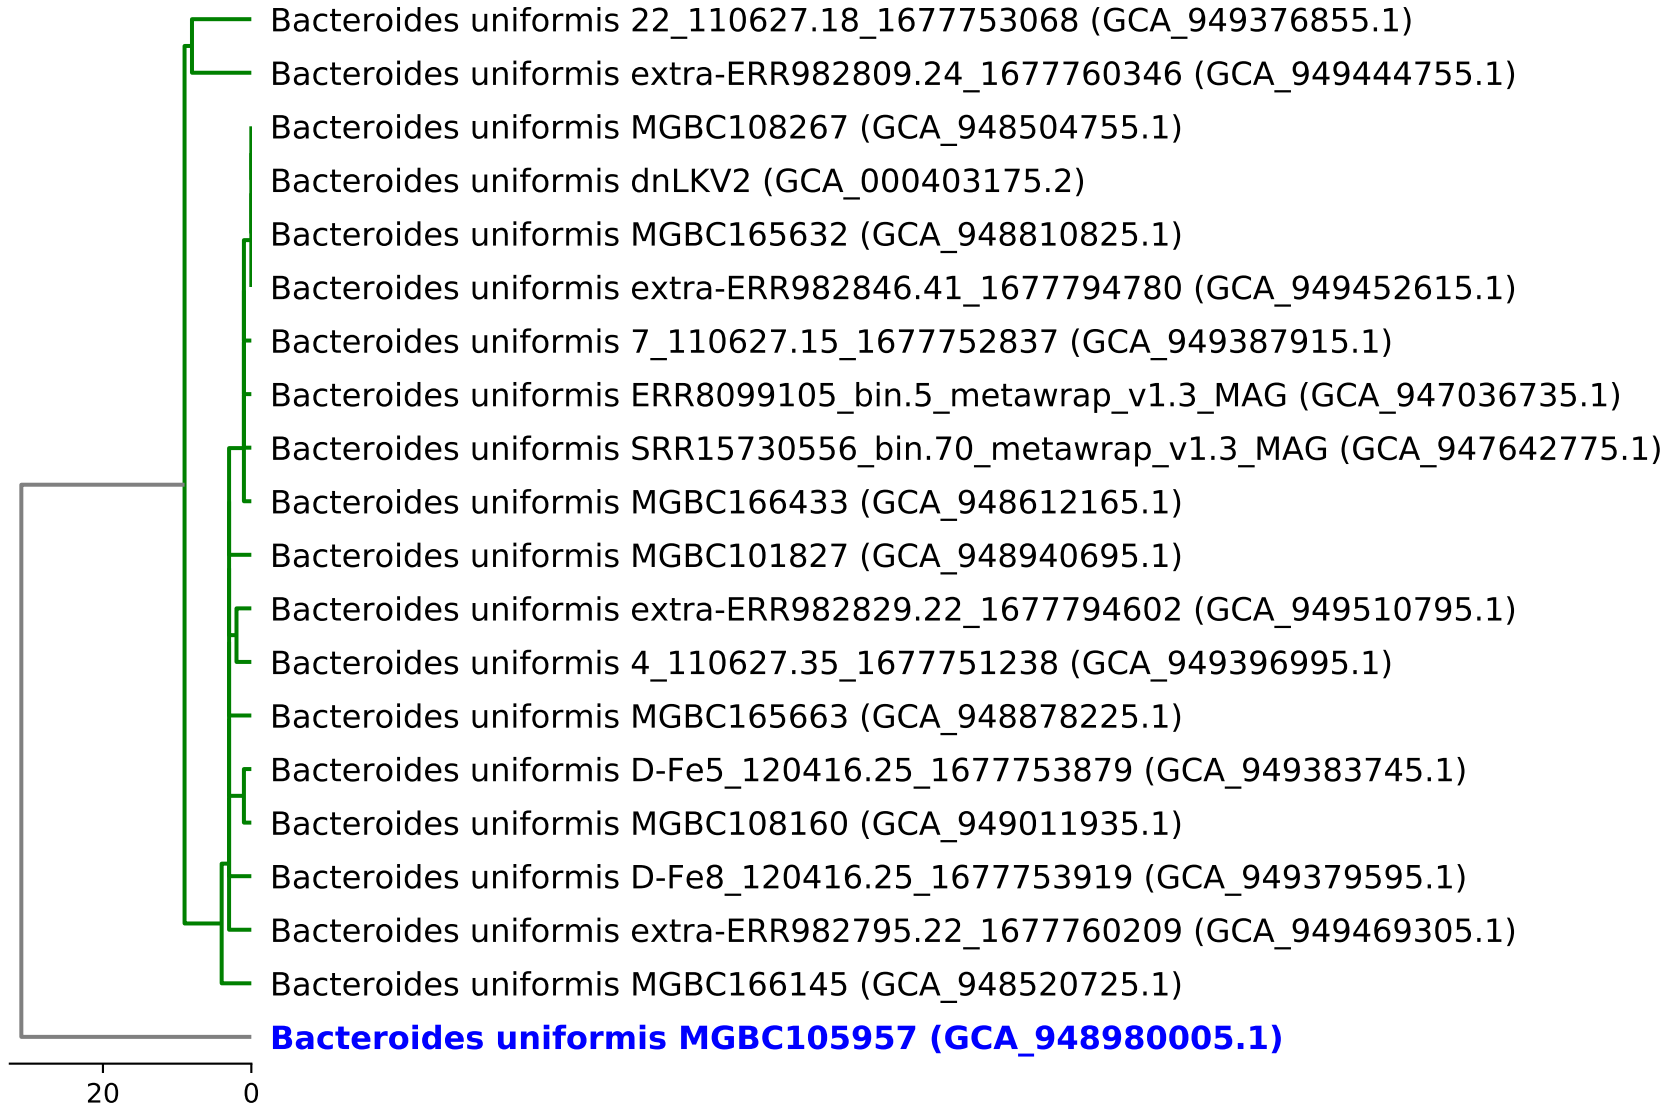 Bacteroides uniformis 22_110627.18_1677753068 (GCA_949376855.1)
Bacteroides uniformis extra-ERR982809.24_1677760346 (GCA_949444755.1)
Bacteroides uniformis MGBC108267 (GCA_948504755.1)
Bacteroides uniformis dnLKV2 (GCA_000403175.2)
Bacteroides uniformis MGBC165632 (GCA_948810825.1)
Bacteroides uniformis extra-ERR982846.41_1677794780 (GCA_949452615.1)
Bacteroides uniformis 7_110627.15_1677752837 (GCA_949387915.1)
Bacteroides uniformis ERR8099105_bin.5_metawrap_v1.3_MAG (GCA_947036735.1)
Bacteroides uniformis SRR15730556_bin.70_metawrap_v1.3_MAG (GCA_947642775.1)
Bacteroides uniformis MGBC166433 (GCA_948612165.1)
Bacteroides uniformis MGBC101827 (GCA_948940695.1)
Bacteroides uniformis extra-ERR982829.22_1677794602 (GCA_949510795.1)
Bacteroides uniformis 4_110627.35_1677751238 (GCA_949396995.1)
Bacteroides uniformis MGBC165663 (GCA_948878225.1)
Bacteroides uniformis D-Fe5_120416.25_1677753879 (GCA_949383745.1)
Bacteroides uniformis MGBC108160 (GCA_949011935.1)
Bacteroides uniformis D-Fe8_120416.25_1677753919 (GCA_949379595.1)
Bacteroides uniformis extra-ERR982795.22_1677760209 (GCA_949469305.1)
Bacteroides uniformis MGBC166145 (GCA_948520725.1)
Bacteroides uniformis MGBC105957 (GCA_948980005.1)
20 0